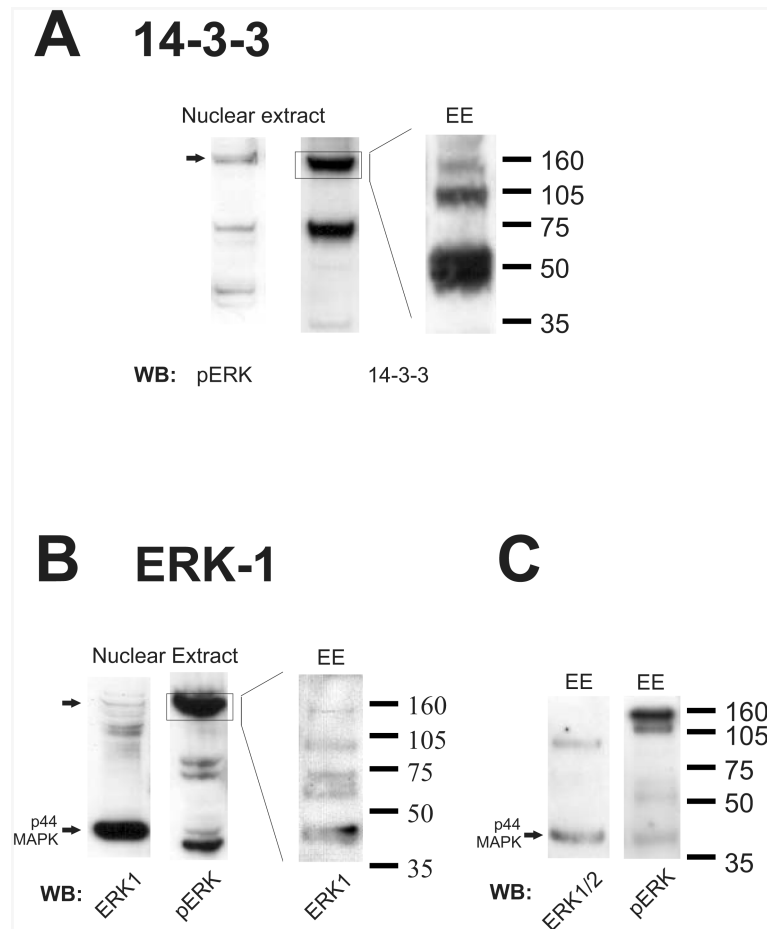 A 14-3-3
Nuclear extract EE
160
105
75
50
35
WB: pERK 14-3-3
B ERK-1
C
Nuclear Extract EE
160
105
75
50
35
p44
MAPK
WB: ERK1 pERK ERK1
EE EE
160
105
75
50
35
p44
MAPK
WB: ERK1/2 pERK